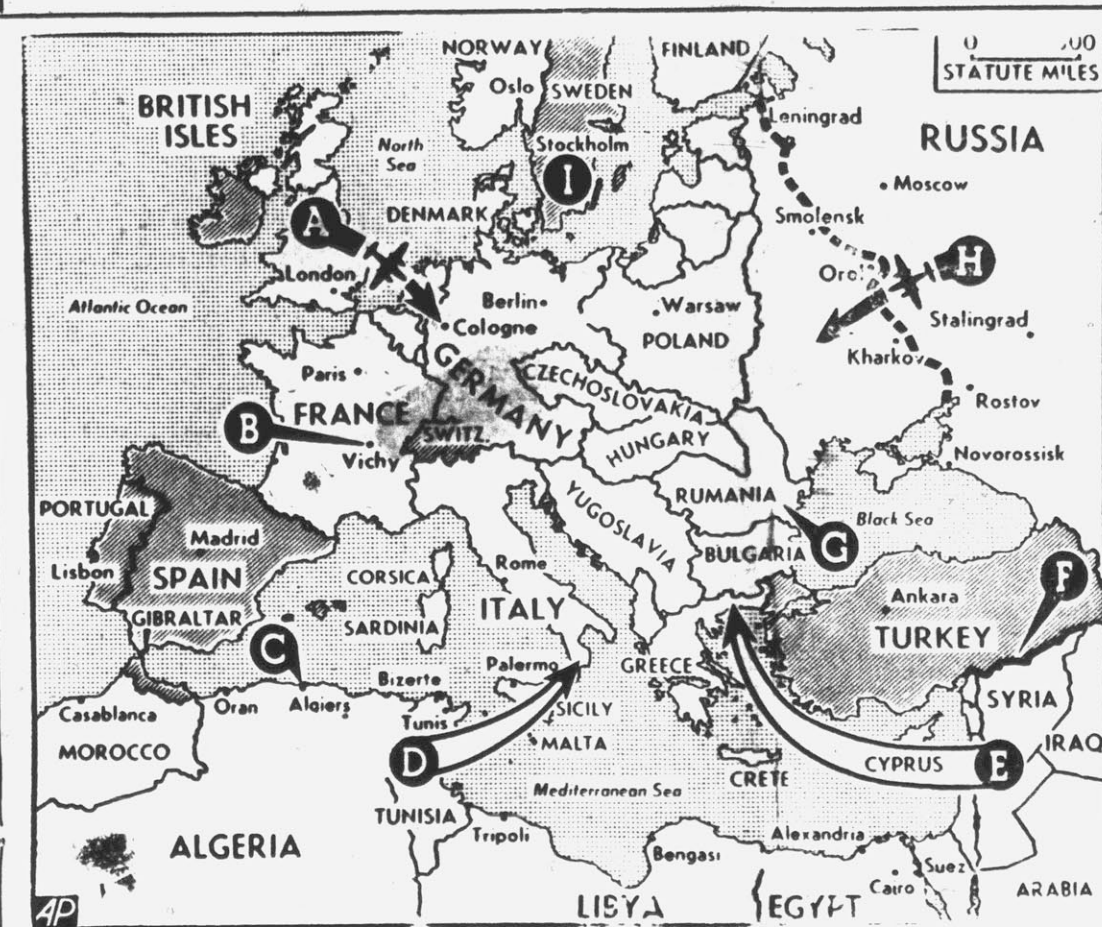 NORWAY
FINLAND
0 00
STATUTE MILES
Oslo
SWEDEN
BRITISH
ISLES
Leningrad
North
Sea
Stockholm
RUSSIA
I
Moscow
A
DENMARK
Smolensk
London
Orel
H
Atlantic Ocean
Berlin
Warsaw
Cologne
Stalingrad
POLAND
Kharkov
Paris
GERMANY
CZECHOSLOVAKIA
FRANCE
Rostov
B
SWITZ.
HUNGARY
Vichy
Novorossisk
PORTUGAL
YUGOSLAVIA
RUMANIA
Black Sea
Madrid
G
Lisbon
SPAIN
CORSICA
Rome
BULGARIA
F
Ankara
GIBRALTAR
ITALY
SARDINIA
TURKEY
C
Palermo
GREECE
Bizerte
SYRIA
Casablanca
Oran
Algiers
Tunis
SICILY
MOROCCO
MALTA
IRAQ
D
CYPRUS
E
CRETE
Mediterranean Sea
TUNISIA
Tripoli
Alexandria
ALGERIA
Bengasi
Suez
Cairo
ARABIA
AP
LIBYA
EGYPT